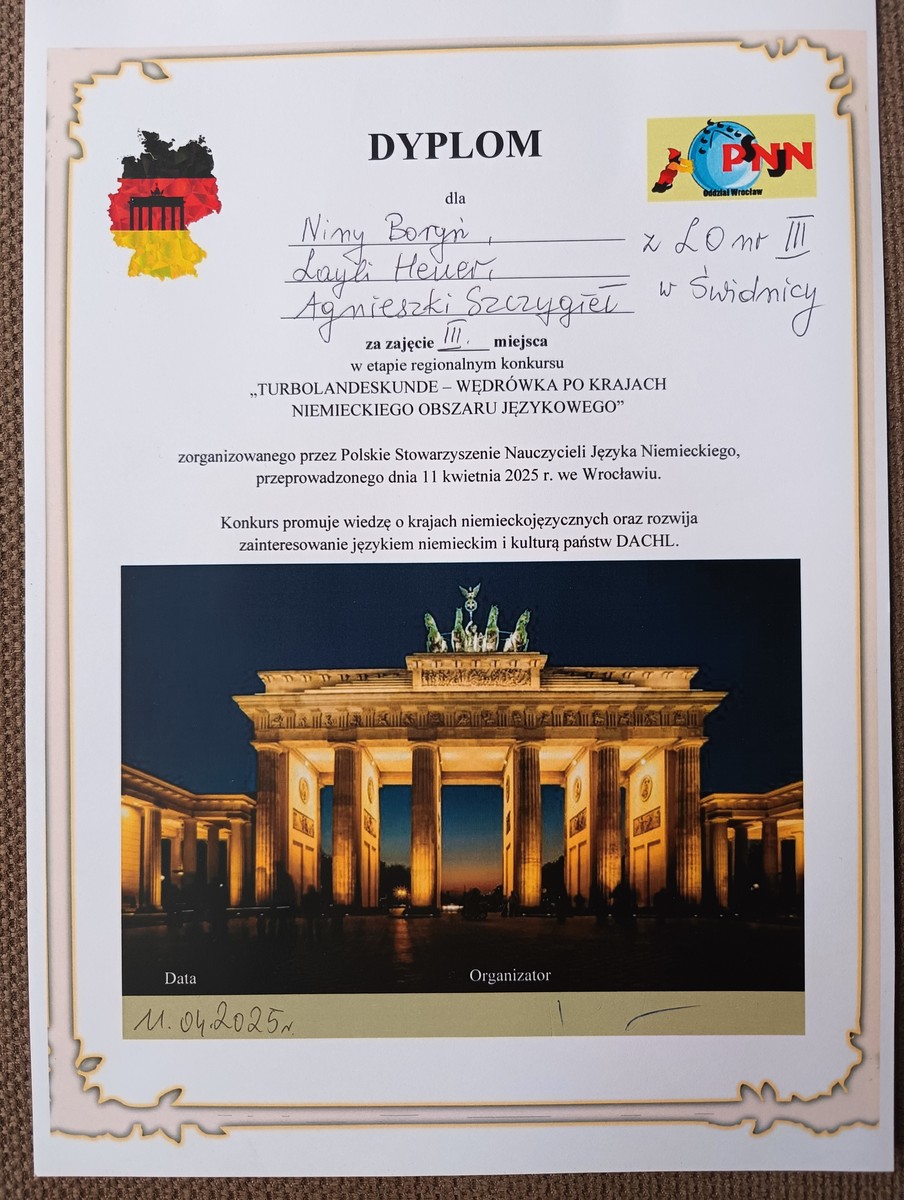 DYPLOM
PSNJN
Oddział Wrocław
dla
Niny Boryń,
Layli Heuer,
Agnieszki Szczygieł
z LO nr III
w Świdnicy
za zajęcie III. miejsca
w etapie regionalnym konkursu
„TURBOLANDESKUNDE – WĘDRÓWKA PO KRAJACH
NIEMIECKIEGO OBSZARU JĘZYKOWEGO”
zorganizowanego przez Polskie Stowarzyszenie Nauczycieli Języka Niemieckiego,
przeprowadzonego dnia 11 kwietnia 2025 r. we Wrocławiu.
Konkurs promuje wiedzę o krajach niemieckojęzycznych oraz rozwija
zainteresowanie językiem niemieckim i kulturą państw DACHL.
Data
Organizator
11.04.2025r.